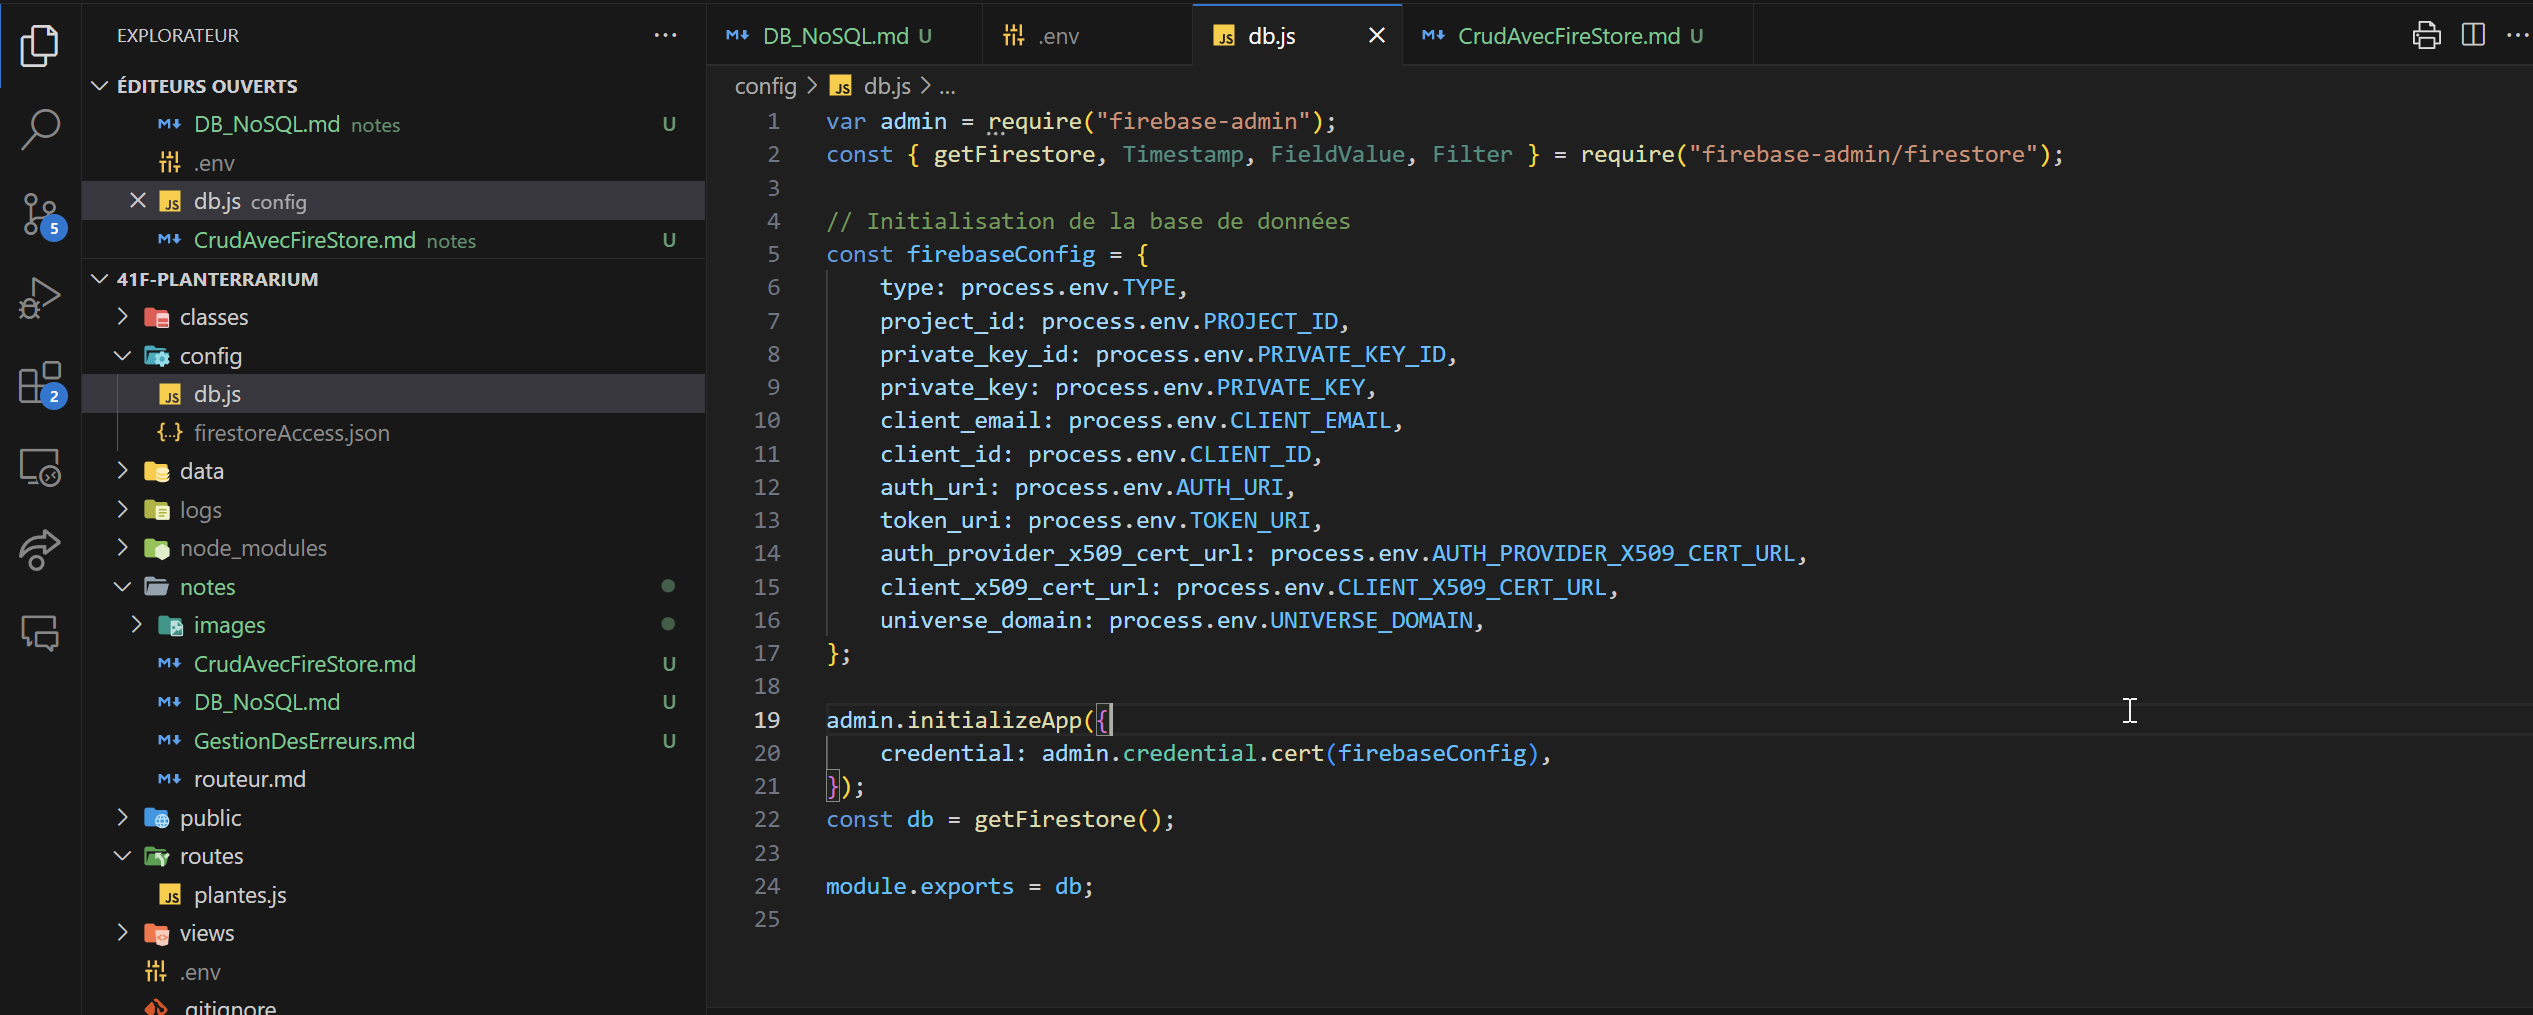 EXPLORATEUR
ÉDITEURS OUVERTS
DB_NoSQL.md notes U
.env
db.js config
CrudAvecFireStore.md notes U
41F-PLANTERRARIUM
classes
config
db.js
firestoreAccess.json
data
logs
node_modules
notes
images
CrudAvecFireStore.md U
DB_NoSQL.md U
GestionDesErreurs.md U
routeur.md
public
routes
plantes.js
views
.env
.gitignore
5
2
DB_NoSQL.md U
.env
db.js
CrudAvecFireStore.md U
config > db.js > ...
1 var admin = require("firebase-admin");
2 const { getFirestore, Timestamp, FieldValue, Filter } = require("firebase-admin/firestore");
3
4 // Initialisation de la base de données
5 const firebaseConfig = {
6 type: process.env.TYPE,
7 project_id: process.env.PROJECT_ID,
8 private_key_id: process.env.PRIVATE_KEY_ID,
9 private_key: process.env.PRIVATE_KEY,
10 client_email: process.env.CLIENT_EMAIL,
11 client_id: process.env.CLIENT_ID,
12 auth_uri: process.env.AUTH_URI,
13 token_uri: process.env.TOKEN_URI,
14 auth_provider_x509_cert_url: process.env.AUTH_PROVIDER_X509_CERT_URL,
15 client_x509_cert_url: process.env.CLIENT_X509_CERT_URL,
16 universe_domain: process.env.UNIVERSE_DOMAIN,
17 };
18
19 admin.initializeApp({
20 credential: admin.credential.cert(firebaseConfig),
21 });
22 const db = getFirestore();
23
24 module.exports = db;
25